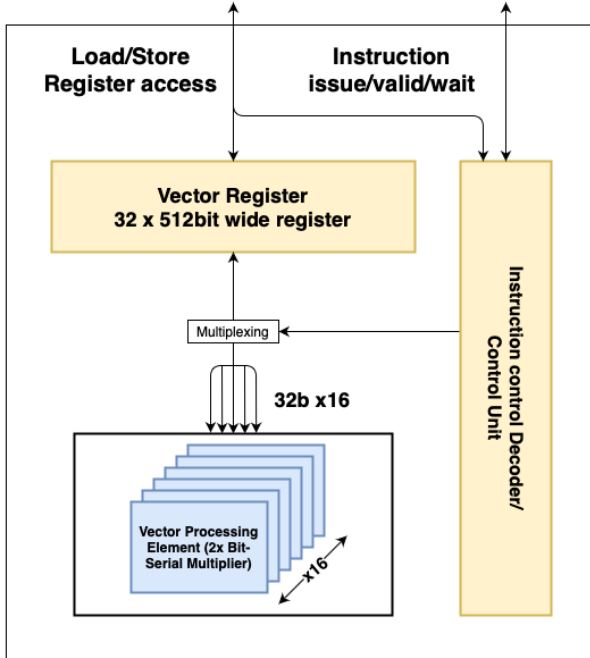 Load/Store
Register access
Instruction
issue/valid/wait
Vector Register
32 x 512bit wide register
Instruction control Decoder/
Control Unit
Multiplexing
32b x16
Vector Processing
Element (2x Bit-
Serial Multiplier)
x16